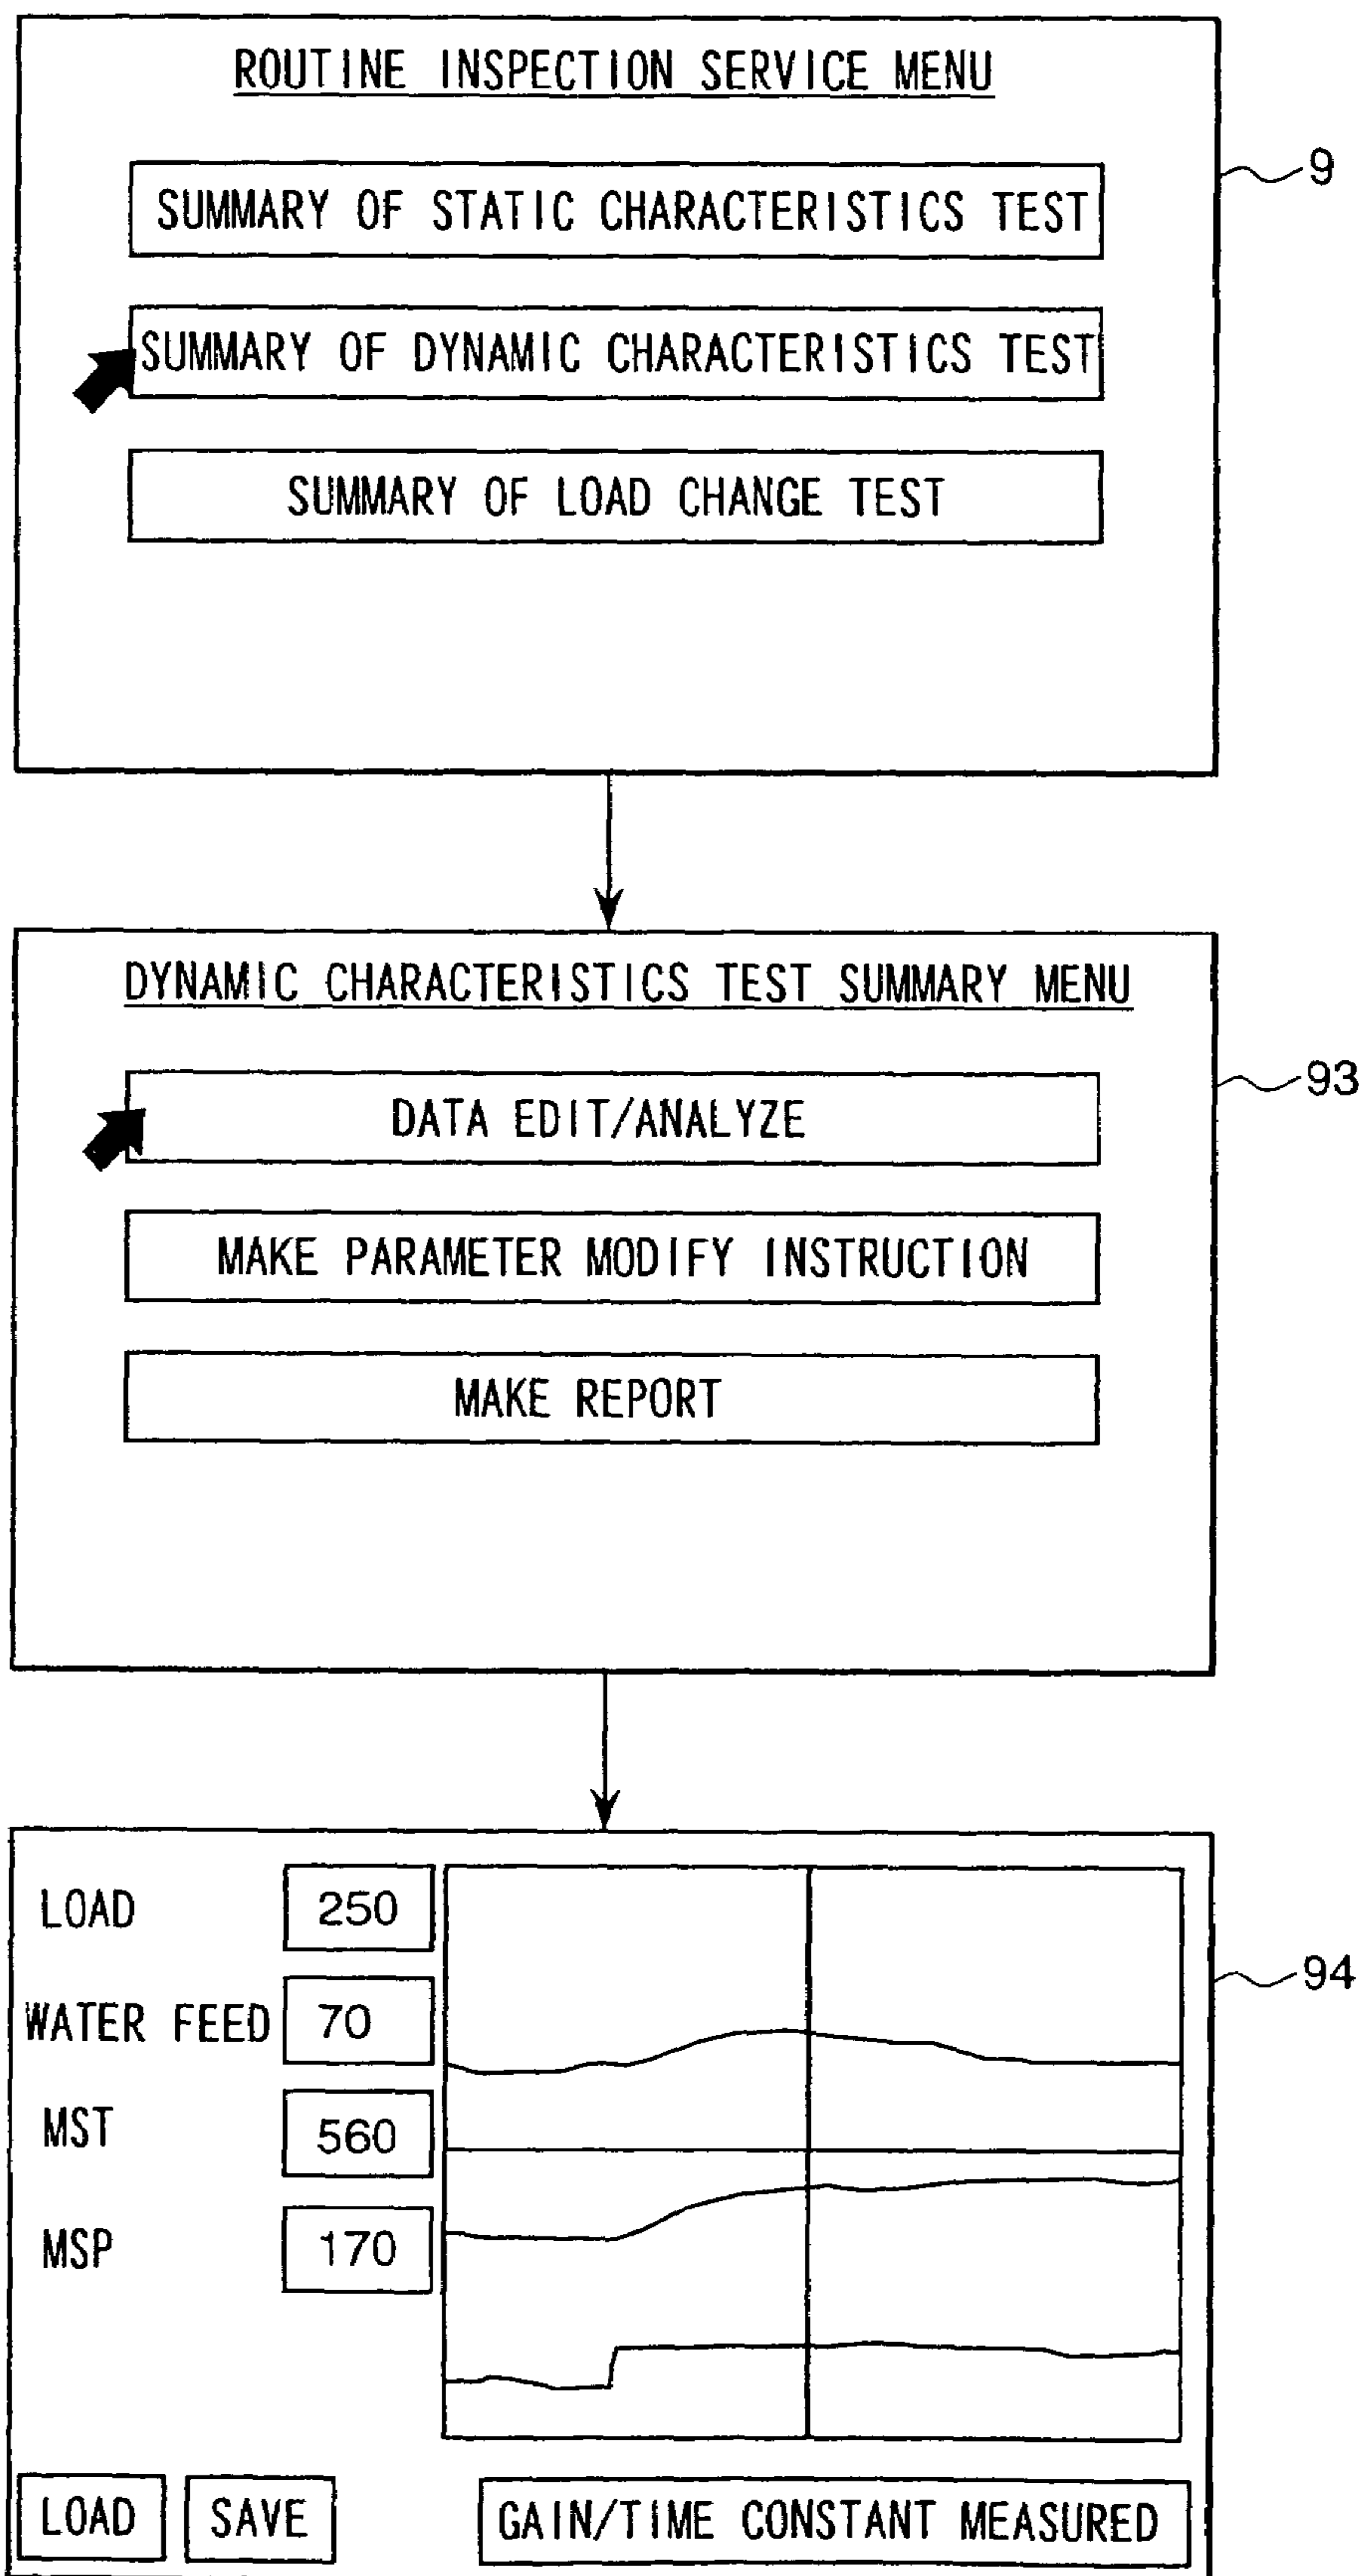 ROUTINE INSPECTION SERVICE MENU
9
SUMMARY OF STATIC CHARACTERISTICS TEST
SUMMARY OF DYNAMIC CHARACTERISTICS TEST
SUMMARY OF LOAD CHANGE TEST
DYNAMIC CHARACTERISTICS TEST SUMMARY MENU
93
DATA EDIT/ANALYZE
MAKE PARAMETER MODIFY INSTRUCTION
MAKE REPORT
LOAD 250
94
WATER FEED 70
MST 560
MSP 170
LOAD SAVE GAIN/TIME CONSTANT MEASURED